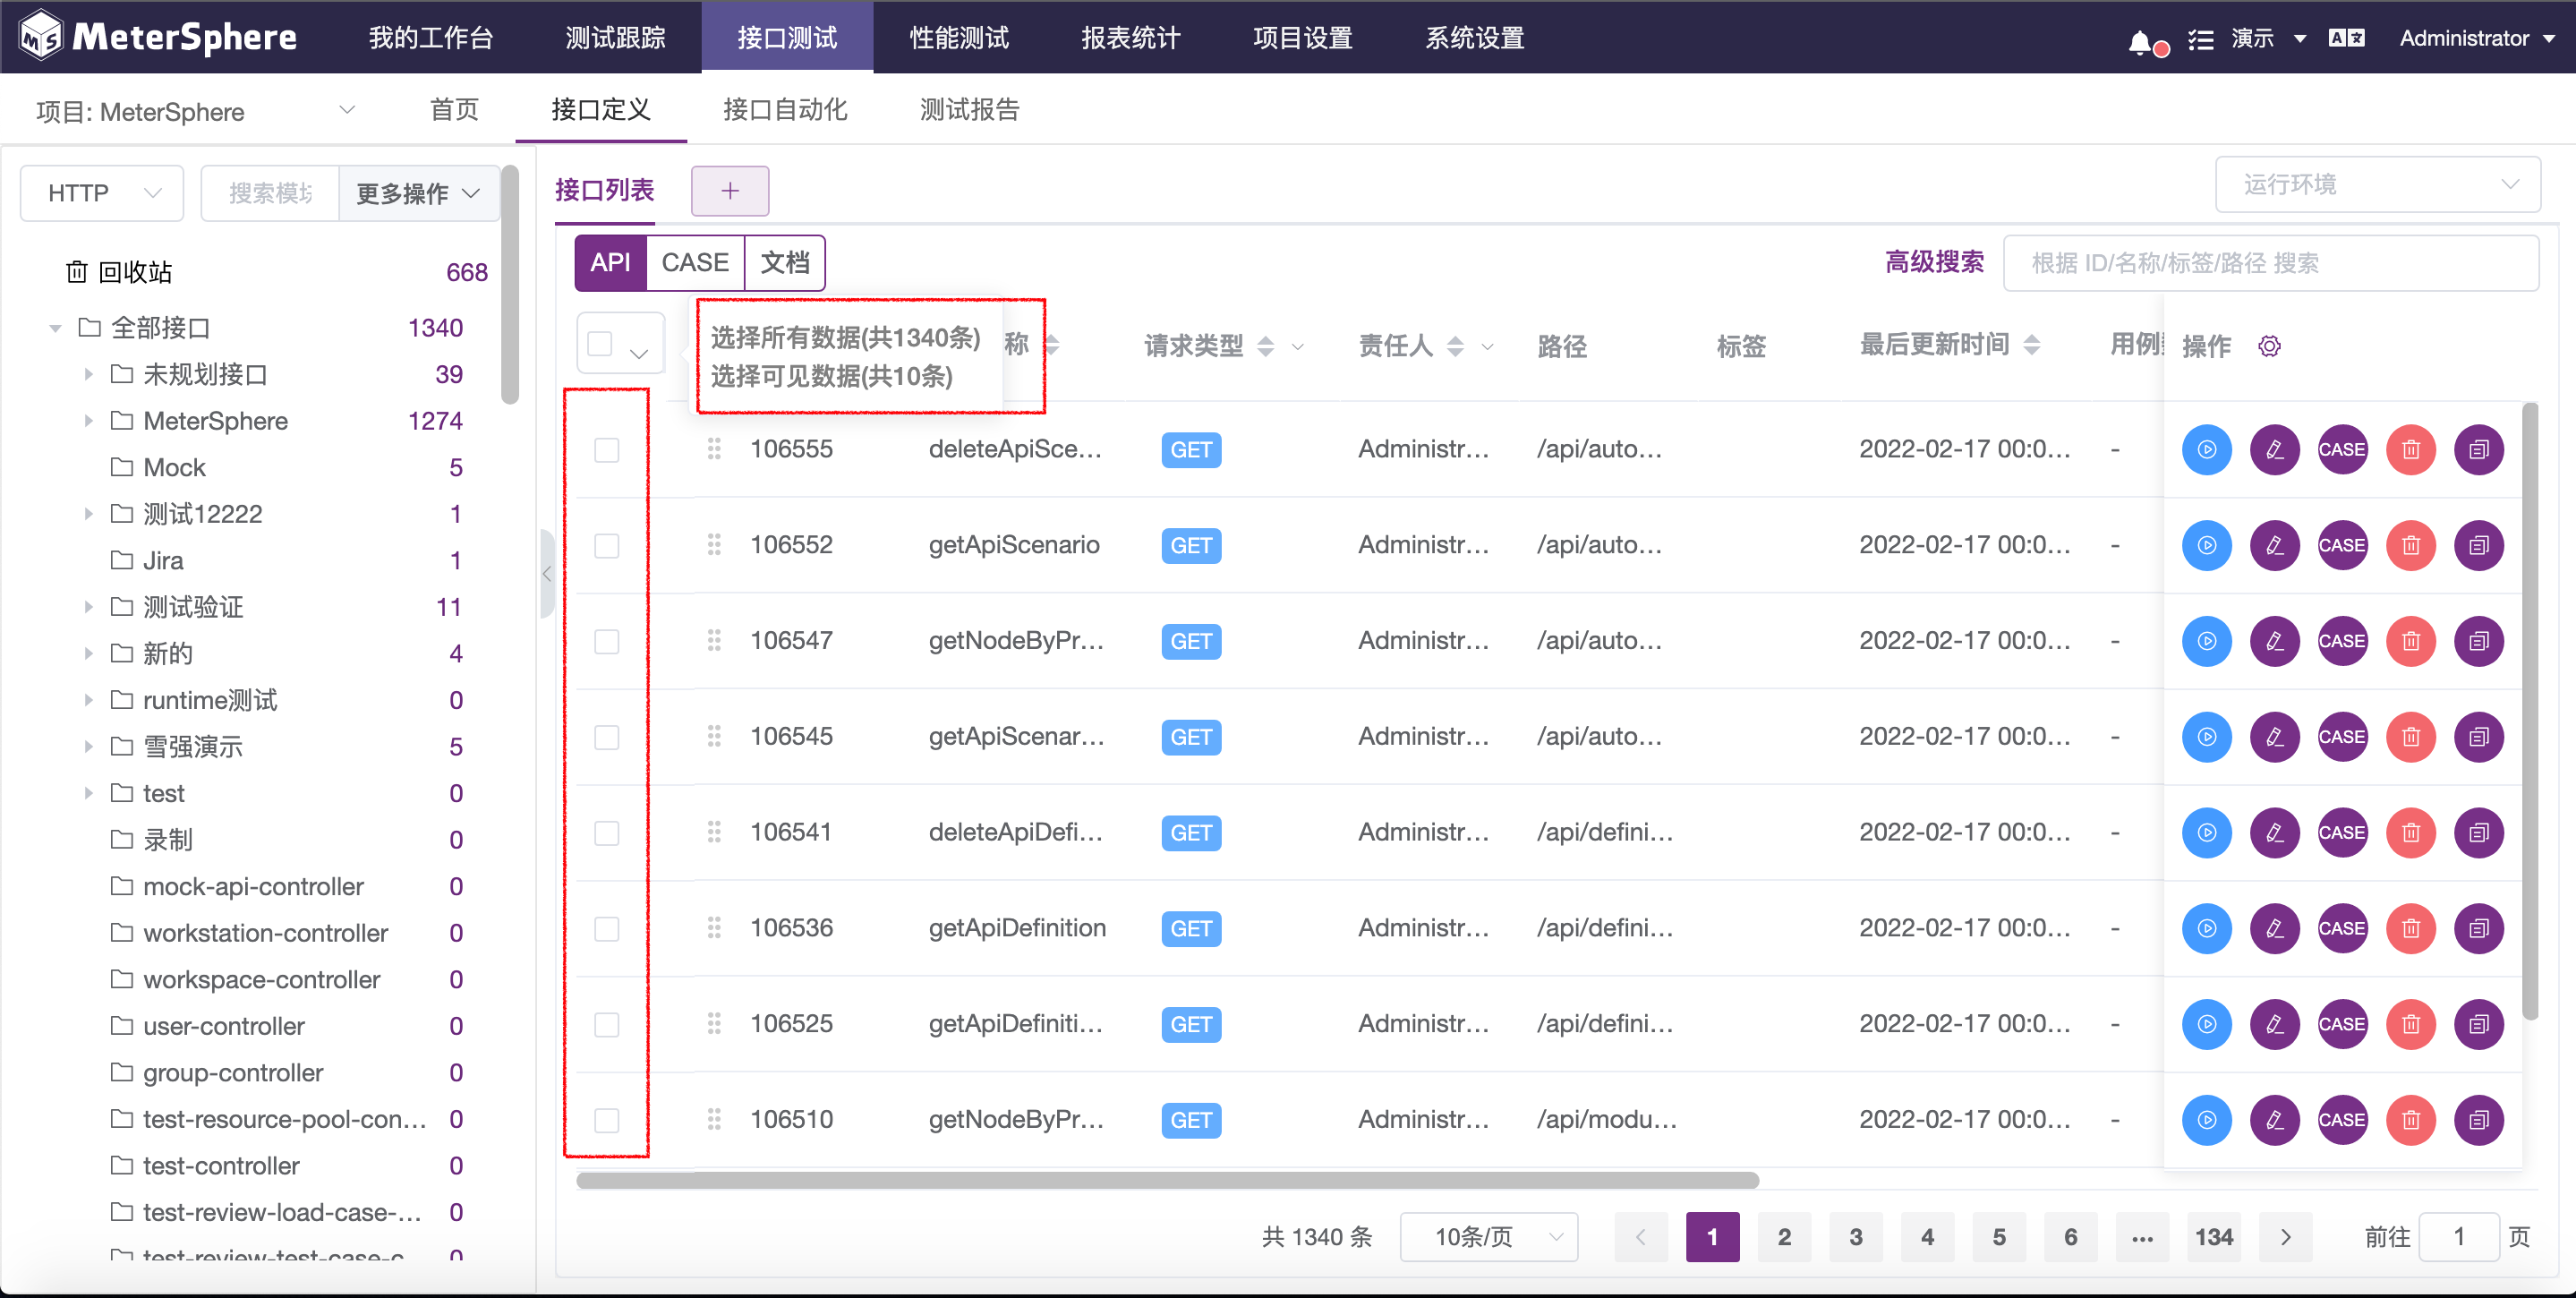 MeterSphere 我的工作台 测试跟踪 接口测试 性能测试 报表统计 项目设置 系统设置 演示 Administrator
项目: MeterSphere 首页 接口定义 接口自动化 测试报告
HTTP 搜索模块 更多操作
回收站 668
全部接口 1340
未规划接口 39
MeterSphere 1274
Mock 5
测试12222 1
Jira 1
测试验证 11
新的 4
runtime测试 0
雪强演示 5
test 0
录制 0
mock-api-controller 0
workstation-controller 0
workspace-controller 0
user-controller 0
group-controller 0
test-resource-pool-con... 0
test-controller 0
test-review-load-case-... 0
test-review-test-case-c 0
接口列表 + 运行环境
API CASE 文档 高级搜索 根据 ID/名称/标签/路径 搜索
选择所有数据(共1340条)
选择可见数据(共10条)
称 请求类型 责任人 路径 标签 最后更新时间 用例 操作
106555 deleteApiSce... GET Administr... /api/auto... 2022-02-17 00:0... - CASE
106552 getApiScenario GET Administr... /api/auto... 2022-02-17 00:0... - CASE
106547 getNodeByPr... GET Administr... /api/auto... 2022-02-17 00:0... - CASE
106545 getApiScenar... GET Administr... /api/auto... 2022-02-17 00:0... - CASE
106541 deleteApiDefi... GET Administr... /api/defini... 2022-02-17 00:0... - CASE
106536 getApiDefinition GET Administr... /api/defini... 2022-02-17 00:0... - CASE
106525 getApiDefiniti... GET Administr... /api/defini... 2022-02-17 00:0... - CASE
106510 getNodeByPr... GET Administr... /api/modu... 2022-02-17 00:0... - CASE
共 1340 条 10条/页 1 2 3 4 5 6 ... 134 前往 1 页